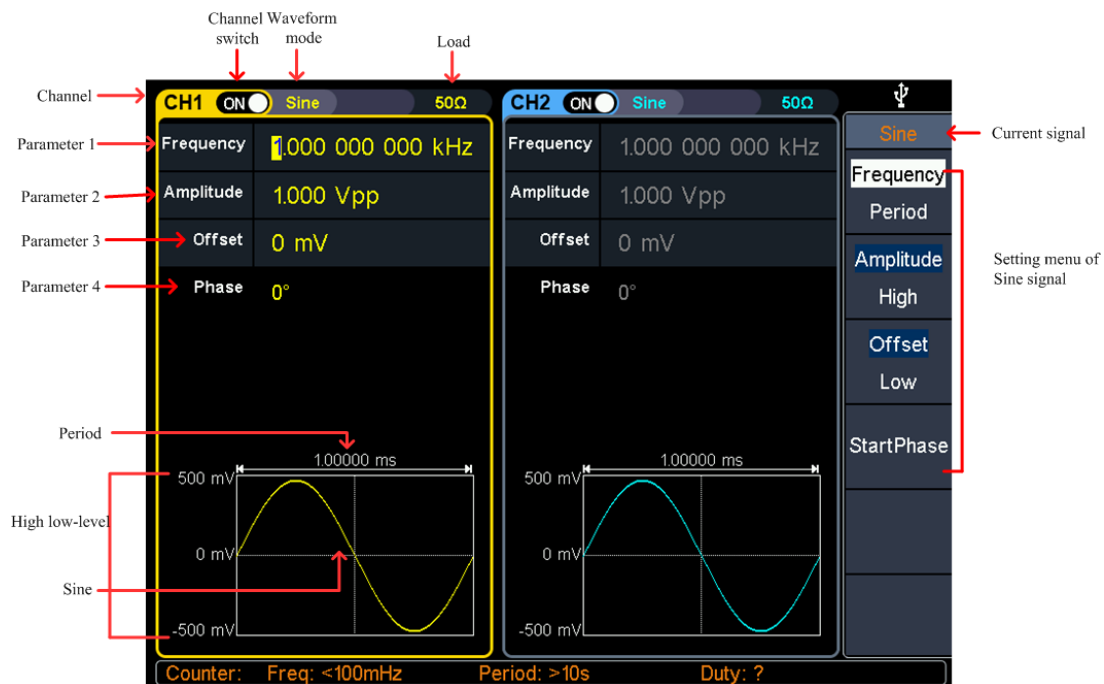 Channel Waveform
switch mode
Load
Channel
CH1 ON Sine 50Ω
CH2 ON Sine 50Ω
Sine
Current signal
Parameter 1
Frequency 1.000 000 000 kHz
Frequency 1.000 000 000 kHz
Frequency
Period
Parameter 2
Amplitude 1.000 Vpp
Amplitude 1.000 Vpp
Parameter 3
Offset 0 mV
Offset 0 mV
Amplitude
High
Setting menu of
Sine signal
Parameter 4
Phase 0°
Phase 0°
Offset
Low
StartPhase
Period
1.00000 ms
1.00000 ms
500 mV
500 mV
High low-level
0 mV
0 mV
Sine
-500 mV
-500 mV
Counter: Freq: <100mHz Period: >10s Duty: ?